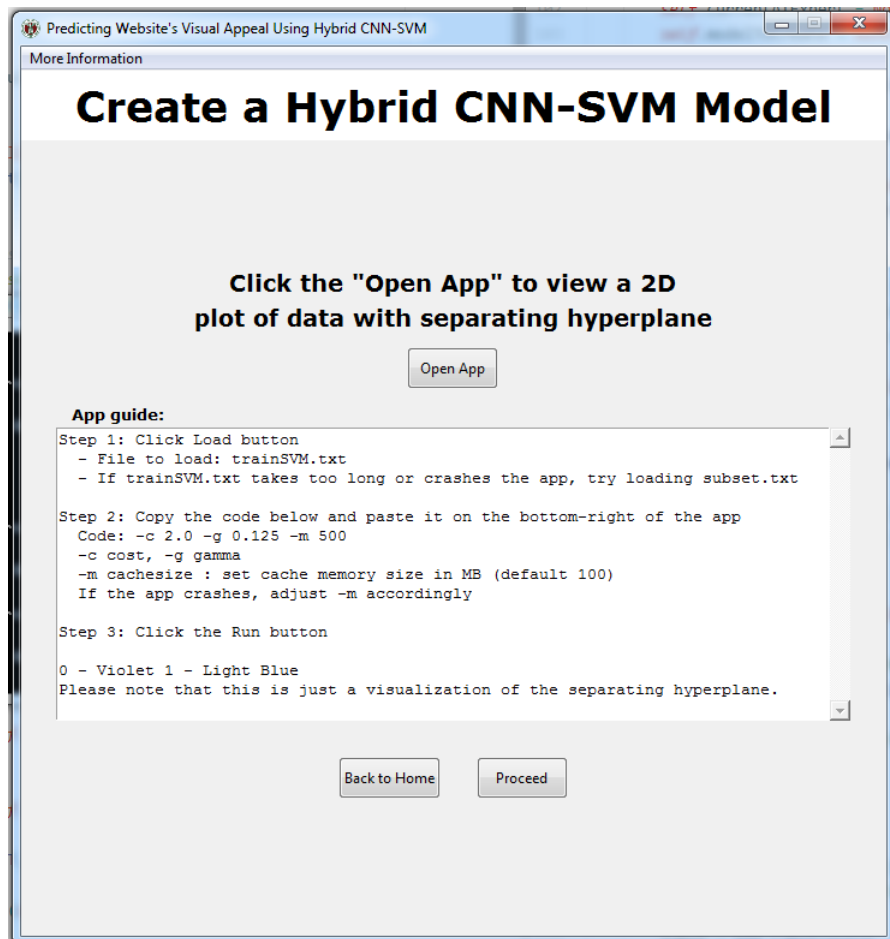 Predicting Website's Visual Appeal Using Hybrid CNN-SVM
More Information
Create a Hybrid CNN-SVM Model
Click the "Open App" to view a 2D
plot of data with separating hyperplane
Open App
App guide:
Step 1: Click Load button
- File to load: trainSVM.txt
- If trainSVM.txt takes too long or crashes the app, try loading subset.txt
Step 2: Copy the code below and paste it on the bottom-right of the app
Code: -c 2.0 -g 0.125 -m 500
-c cost, -g gamma
-m cachesize : set cache memory size in MB (default 100)
If the app crashes, adjust -m accordingly
Step 3: Click the Run button
0 - Violet 1 - Light Blue
Please note that this is just a visualization of the separating hyperplane.
Back to Home
Proceed